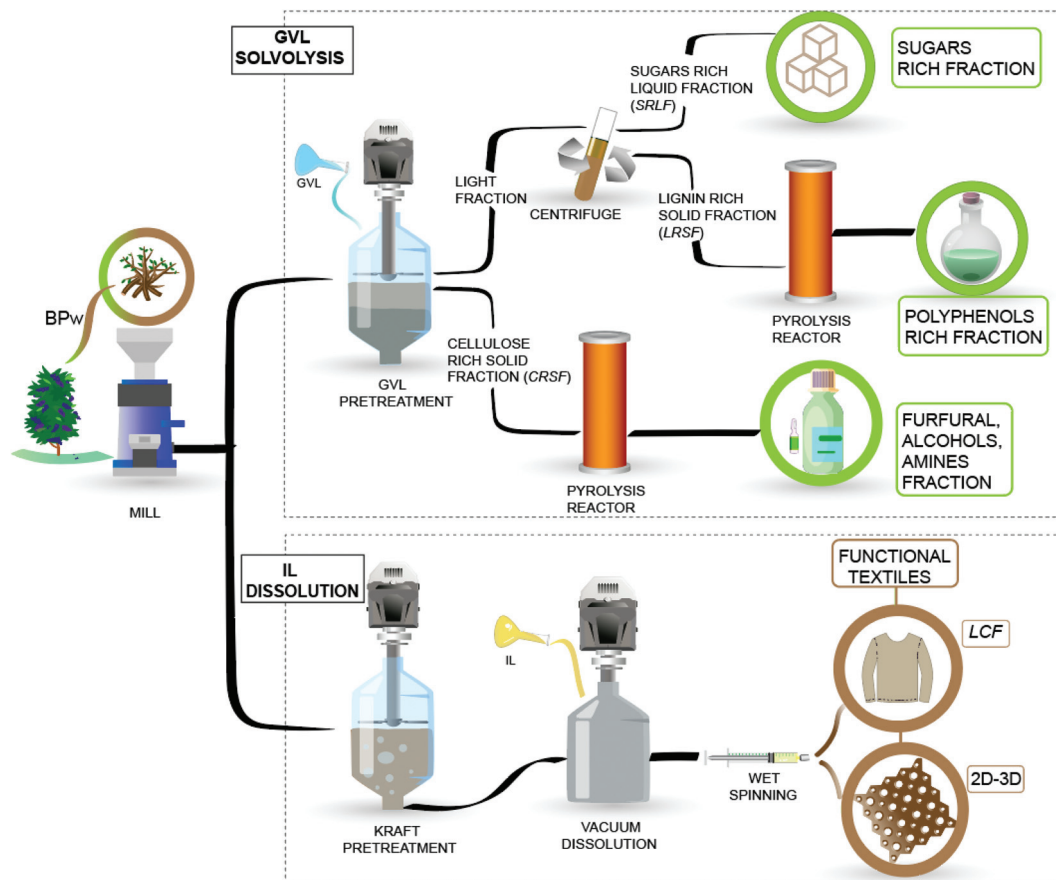 GVL
SOLVOLYSIS
SUGARS RICH
LIQUID FRACTION
(SRLF)
SUGARS
RICH FRACTION
GVL
LIGHT
FRACTION
CENTRIFUGE
LIGNIN RICH
SOLID FRACTION
(LRSF)
BPw
CELLULOSE
RICH SOLID
FRACTION (CRSF)
GVL
PRETREATMENT
PYROLYSIS
REACTOR
POLYPHENOLS
RICH FRACTION
MILL
PYROLYSIS
REACTOR
FURFURAL,
ALCOHOLS,
AMINES
FRACTION
IL
DISSOLUTION
FUNCTIONAL
TEXTILES
IL
LCF
KRAFT
PRETREATMENT
VACUUM
DISSOLUTION
WET
SPINNING
2D-3D